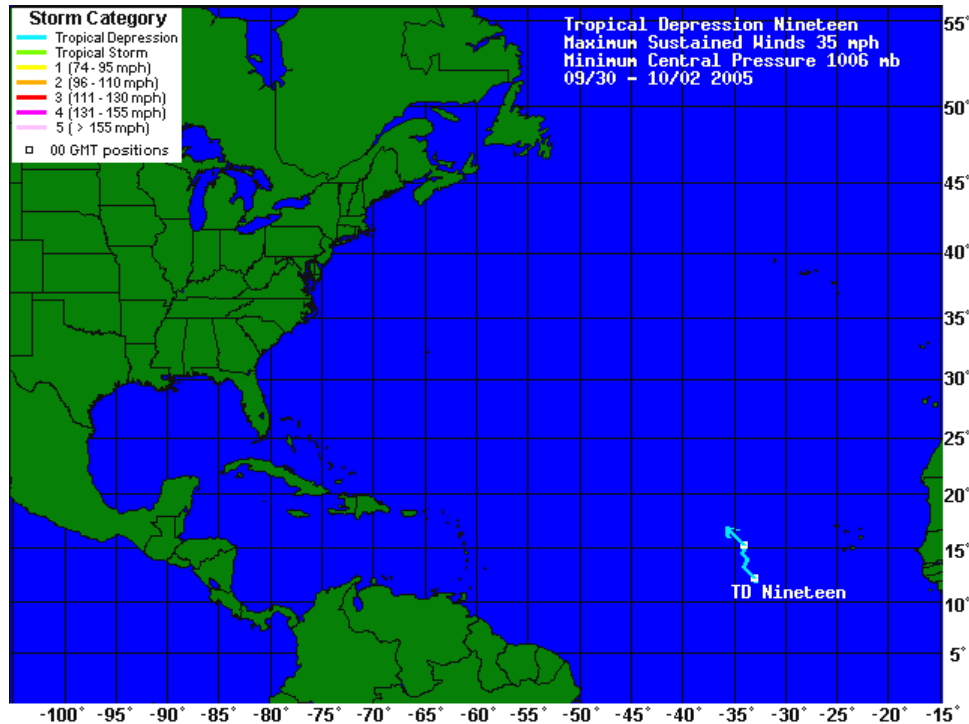 Storm Category
Tropical Depression
Tropical Storm
1 (74-95 mph)
2 (96-110 mph)
3 (111-130 mph)
4 (131-155 mph)
5 ( > 155 mph)
00 GMT positions
Tropical Depression Nineteen
Maximum Sustained Winds 35 mph
Minimum Central Pressure 1006 mb
09/30 - 10/02 2005
55°
50°
45°
40°
35°
30°
25°
20°
15°
10°
5°
TD Nineteen
-100° -95° -90° -85° -80° -75° -70° -65° -60° -55° -50° -45° -40° -35° -30° -25° -20° -15°